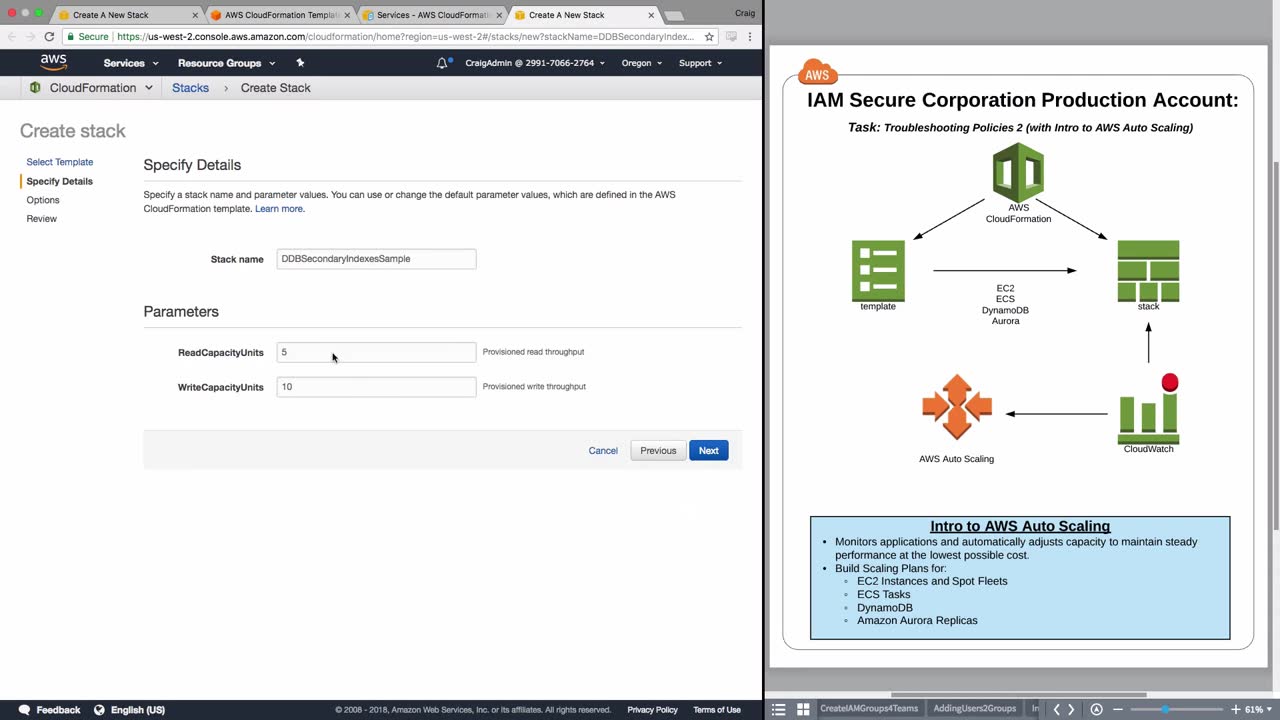 Create A New Stack
AWS CloudFormation Templat
Services - AWS CloudFormatio
Create A New Stack
Craig
Secure
https://us-west-2.console.aws.amazon.com/cloudformation/home?region=us-west-2#/stacks/new?stackName=DDBSecondaryIndex...
aws
Services
Resource Groups
CraigAdmin @ 2991-7066-2764
Oregon
Support
CloudFormation
Stacks
Create Stack
Create stack
Select Template
Specify Details
Options
Review
Specify Details
Specify a stack name and parameter values. You can use or change the default parameter values, which are defined in the AWS
CloudFormation template. Learn more.
Stack name
DDBSecondaryIndexesSample
Parameters
ReadCapacityUnits
5
Provisioned read throughput
WriteCapacityUnits
10
Provisioned write throughput
Cancel
Previous
Next
Feedback
English (US)
© 2008 - 2018, Amazon Web Services, Inc. or its affiliates. All rights reserved.
Privacy Policy
Terms of Use
AWS
IAM Secure Corporation Production Account:
Task: Troubleshooting Policies 2 (with Intro to AWS Auto Scaling)
AWS
CloudFormation
template
EC2
ECS
DynamoDB
Aurora
stack
AWS Auto Scaling
CloudWatch
Intro to AWS Auto Scaling
• Monitors applications and automatically adjusts capacity to maintain steady
performance at the lowest possible cost.
• Build Scaling Plans for:
◦ EC2 Instances and Spot Fleets
◦ ECS Tasks
◦ DynamoDB
◦ Amazon Aurora Replicas
CreateIAMGroups4Teams
AddingUsers2Groups
61%